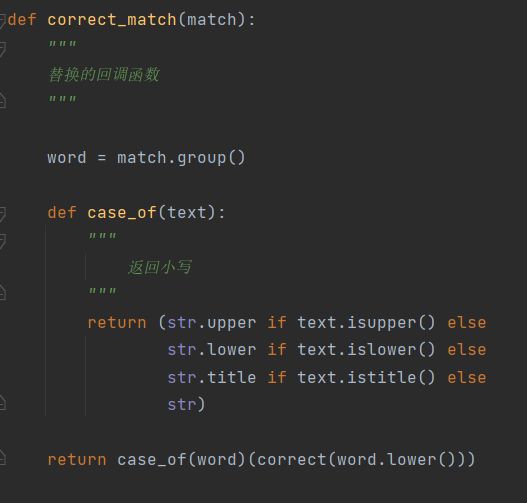 def correct_match(match):
    """
    替换的回调函数
    """
    word = match.group()
    def case_of(text):
        """
            返回小写
        """
        return (str.upper if text.isupper() else
                str.lower if text.islower() else
                str.title if text.istitle() else
                str)
    return case_of(word)(correct(word.lower()))